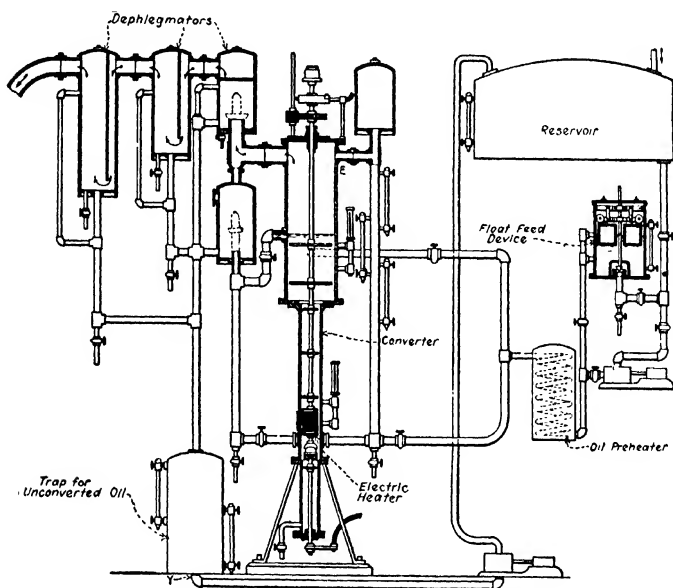 Dephlegmators
Reservoir
E
Float Feed
Device
Converter
Oil Preheater
Electric
Heater
Trap for
Unconverted Oil
Y